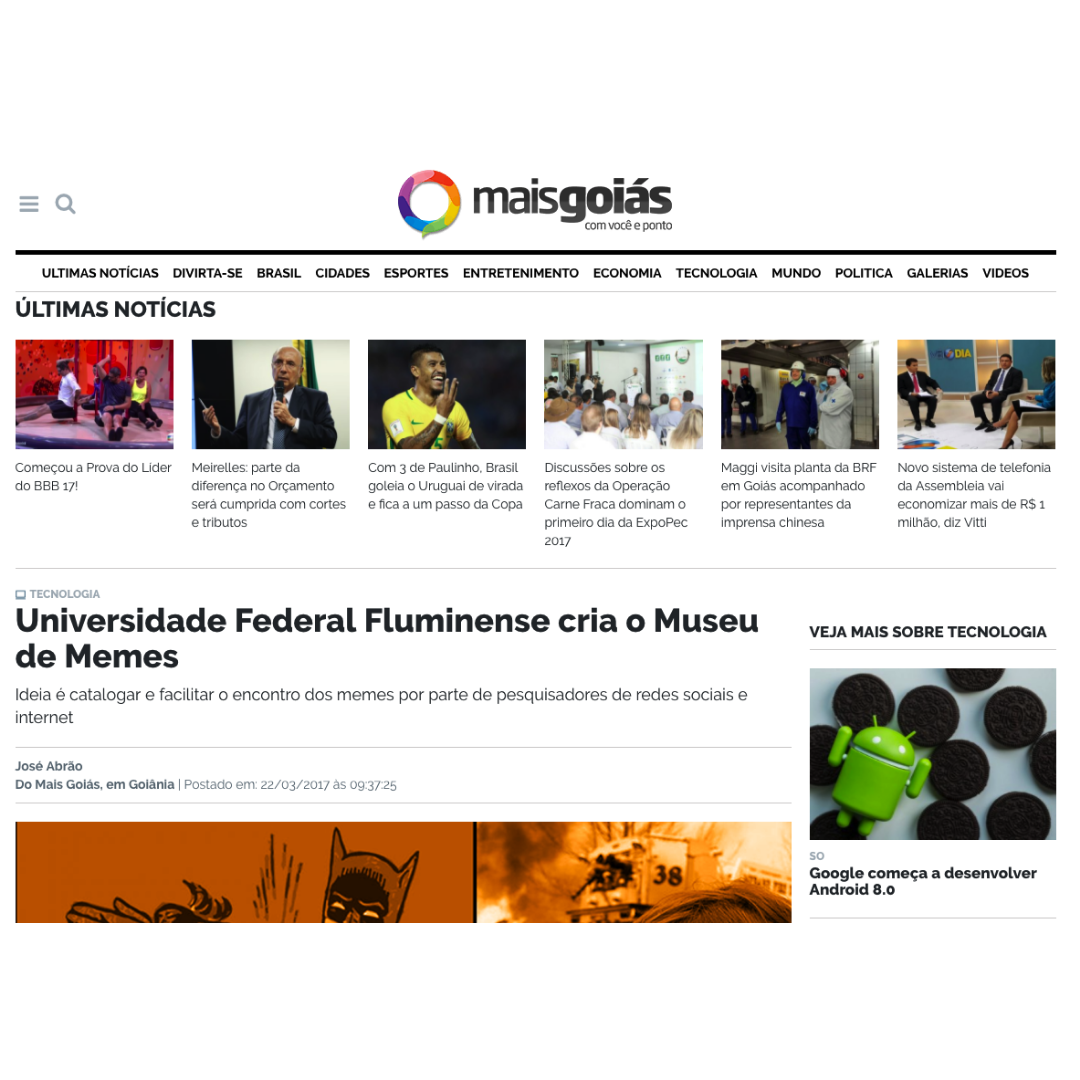 maisgoiás
com você e ponto
ULTIMAS NOTÍCIAS DIVIRTA-SE BRASIL CIDADES ESPORTES ENTRETENIMENTO ECONOMIA TECNOLOGIA MUNDO POLITICA GALERIAS VIDEOS
ÚLTIMAS NOTÍCIAS
DIA
Começou a Prova do Líder
do BBB 17!
Meirelles: parte da
diferença no Orçamento
será cumprida com cortes
e tributos
Com 3 de Paulinho, Brasil
goleia o Uruguai de virada
e fica a um passo da Copa
Discussões sobre os
reflexos da Operação
Carne Fraca dominam o
primeiro dia da ExpoPec
2017
Maggi visita planta da BRF
em Goiás acompanhado
por representantes da
imprensa chinesa
Novo sistema de telefonia
da Assembleia vai
economizar mais de R$ 1
milhão, diz Vitti
TECNOLOGIA
Universidade Federal Fluminense cria o Museu
de Memes
Ideia é catalogar e facilitar o encontro dos memes por parte de pesquisadores de redes sociais e
internet
José Abrão
Do Mais Goiás, em Goiânia | Postado em: 22/03/2017 às 09:37:25
38
VEJA MAIS SOBRE TECNOLOGIA
SO
Google começa a desenvolver
Android 8.0